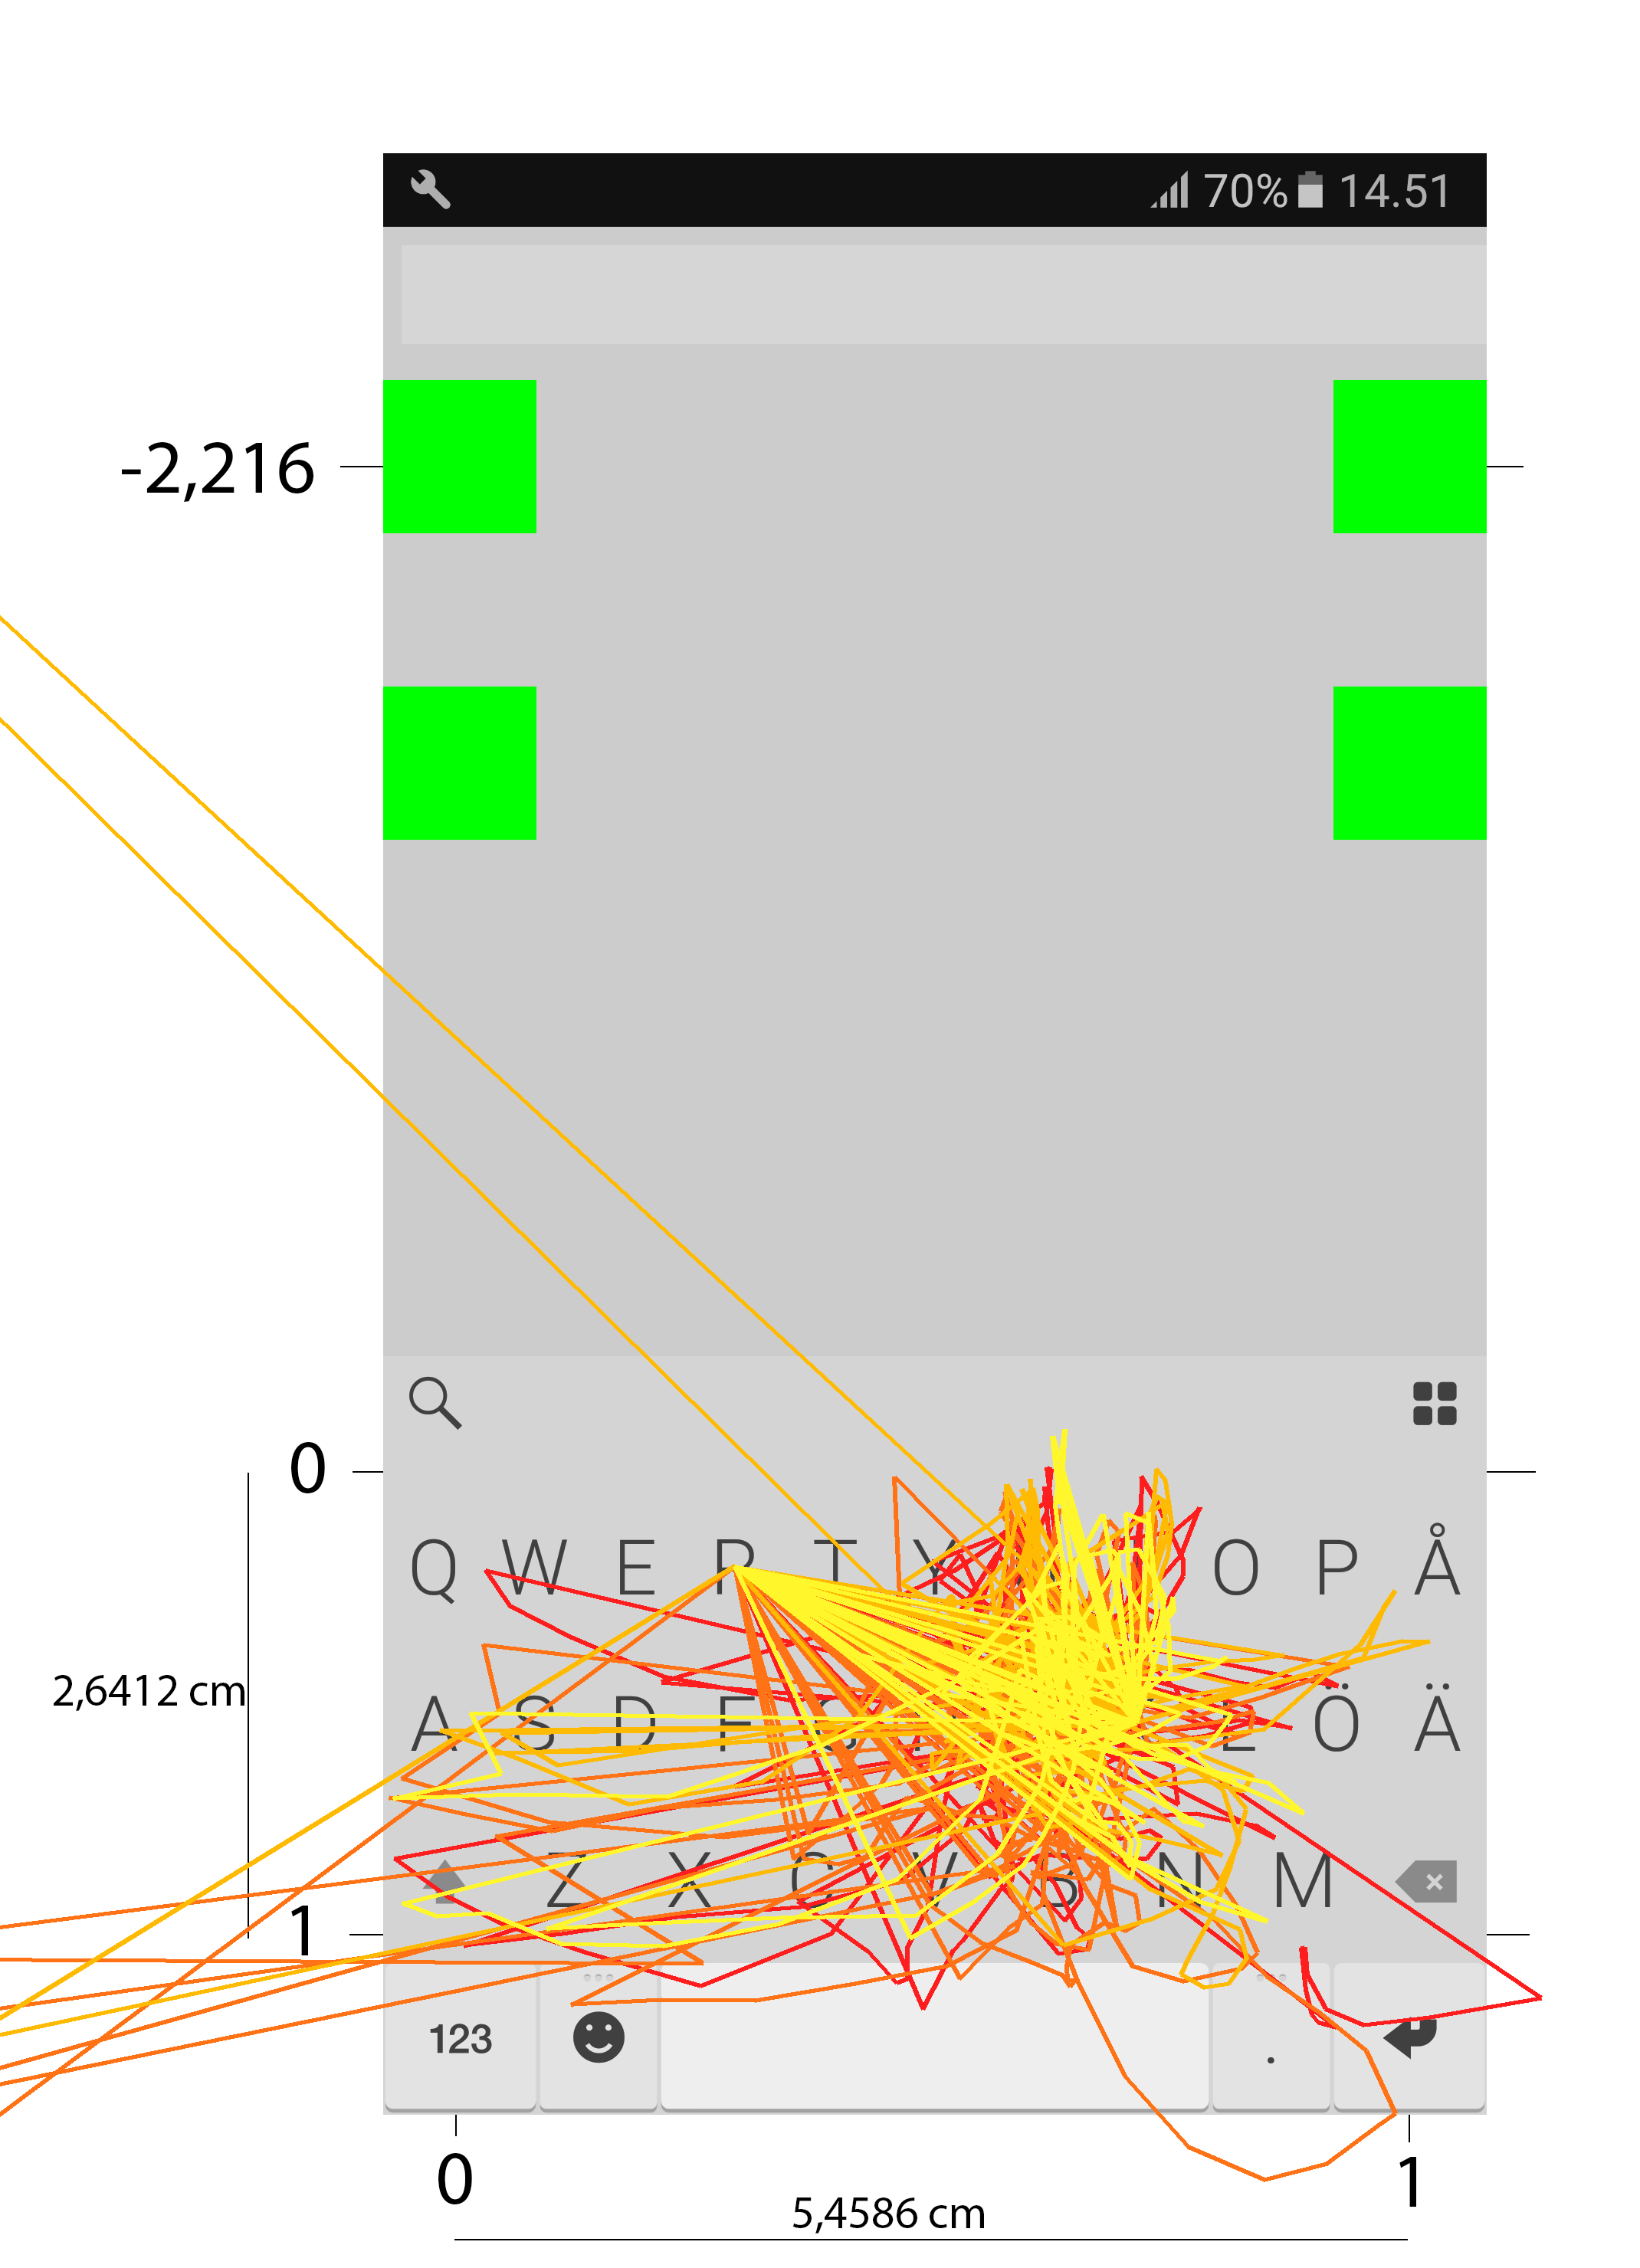 70% 14.51
-2,216
0
Q W E R T Y O P Å
2,6412 cm
A S D F G L Ö Ä
Z X C V B N M
1
123
.
0 1
5,4586 cm